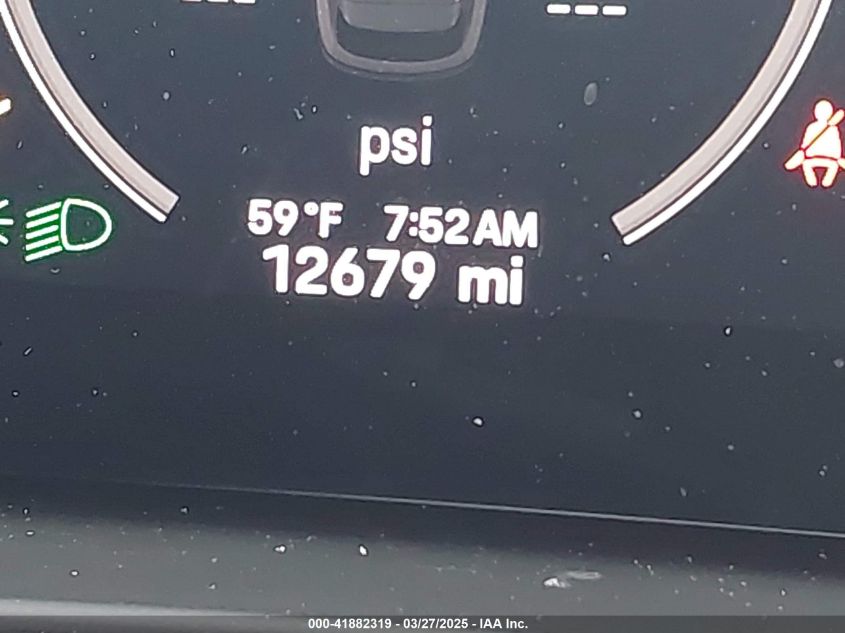 --- ---
psi
59°F 7:52AM
12679 mi
000-41882319 - 03/27/2025 - IAA Inc.